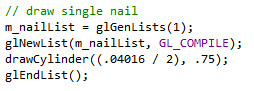 // draw single nail
m_nailList = glGenLists(1);
glNewList(m_nailList, GL_COMPILE);
drawCylinder((.04016 / 2), .75);
glEndList();